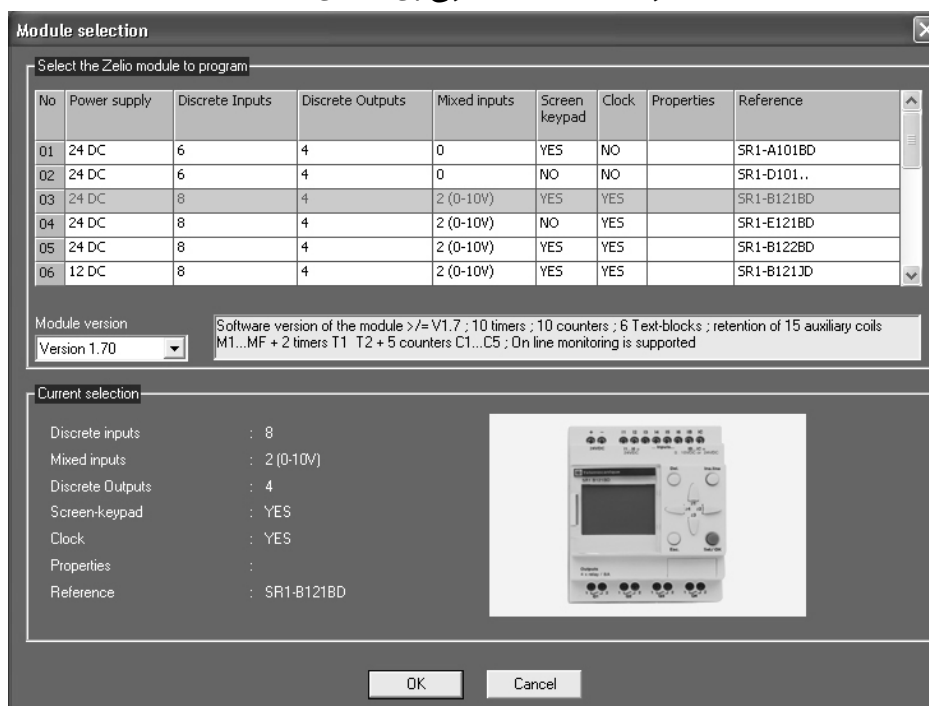 Module selection
Select the Zelio module to program
No Power supply Discrete Inputs Discrete Outputs Mixed inputs Screen keypad Clock Properties Reference
01 24 DC 6 4 0 YES NO SR1-A101BD
02 24 DC 6 4 0 NO NO SR1-D101..
03 24 DC 8 4 2 (0-10V) YES YES SR1-B121BD
04 24 DC 8 4 2 (0-10V) NO YES SR1-E121BD
05 24 DC 8 4 2 (0-10V) YES YES SR1-B122BD
06 12 DC 8 4 2 (0-10V) YES YES SR1-B121JD
Module version
Version 1.70
Software version of the module >/= V1.7 ; 10 timers ; 10 counters ; 6 Text-blocks ; retention of 15 auxiliary coils
M1...MF + 2 timers T1 T2 + 5 counters C1...C5 ; On line monitoring is supported
Current selection
Discrete inputs : 8
Mixed inputs : 2 (0-10V)
Discrete Outputs : 4
Screen-keypad : YES
Clock : YES
Properties :
Reference : SR1-B121BD
OK Cancel